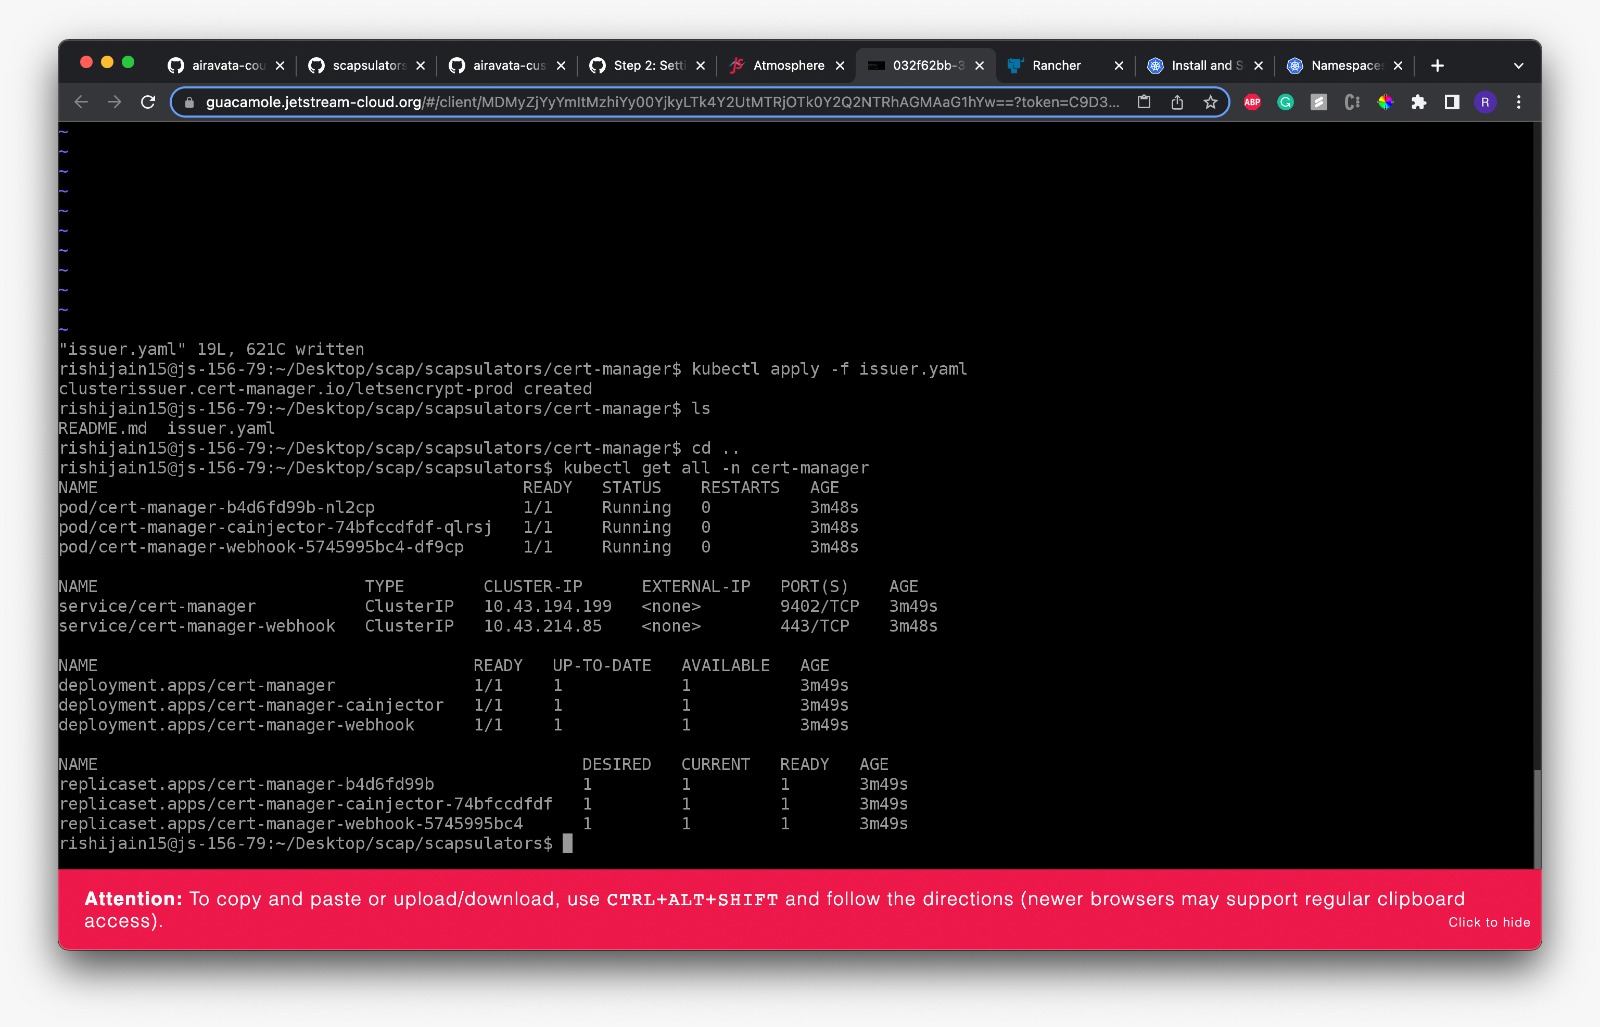 airavata-cou
scapsulators
airavata-cus
Step 2: Setti
Atmosphere
032f62bb-3
Rancher
Install and S
Namespaces
guacamole.jetstream-cloud.org/#/client/MDMyZjYyYmItMzhiYy00YjkyLTk4Y2UtMTRjOTk0Y2Q2NTRhAGMAaG1hYw==?token=C9D3...
ABP
R
~
~
~
~
~
~
~
~
~
~
~
"issuer.yaml" 19L, 621C written
rishijain15@js-156-79:~/Desktop/scap/scapsulators/cert-manager$ kubectl apply -f issuer.yaml
clusterissuer.cert-manager.io/letsencrypt-prod created
rishijain15@js-156-79:~/Desktop/scap/scapsulators/cert-manager$ ls
README.md  issuer.yaml
rishijain15@js-156-79:~/Desktop/scap/scapsulators/cert-manager$ cd ..
rishijain15@js-156-79:~/Desktop/scap/scapsulators$ kubectl get all -n cert-manager
NAME READY STATUS RESTARTS AGE
pod/cert-manager-b4d6fd99b-nl2cp 1/1 Running 0 3m48s
pod/cert-manager-cainjector-74bfccdfdf-qlrsj 1/1 Running 0 3m48s
pod/cert-manager-webhook-5745995bc4-df9cp 1/1 Running 0 3m48s
NAME TYPE CLUSTER-IP EXTERNAL-IP PORT(S) AGE
service/cert-manager ClusterIP 10.43.194.199 <none> 9402/TCP 3m49s
service/cert-manager-webhook ClusterIP 10.43.214.85 <none> 443/TCP 3m48s
NAME READY UP-TO-DATE AVAILABLE AGE
deployment.apps/cert-manager 1/1 1 1 3m49s
deployment.apps/cert-manager-cainjector 1/1 1 1 3m49s
deployment.apps/cert-manager-webhook 1/1 1 1 3m49s
NAME DESIRED CURRENT READY AGE
replicaset.apps/cert-manager-b4d6fd99b 1 1 1 3m49s
replicaset.apps/cert-manager-cainjector-74bfccdfdf 1 1 1 3m49s
replicaset.apps/cert-manager-webhook-5745995bc4 1 1 1 3m49s
rishijain15@js-156-79:~/Desktop/scap/scapsulators$
Attention: To copy and paste or upload/download, use CTRL+ALT+SHIFT and follow the directions (newer browsers may support regular clipboard
access).
Click to hide